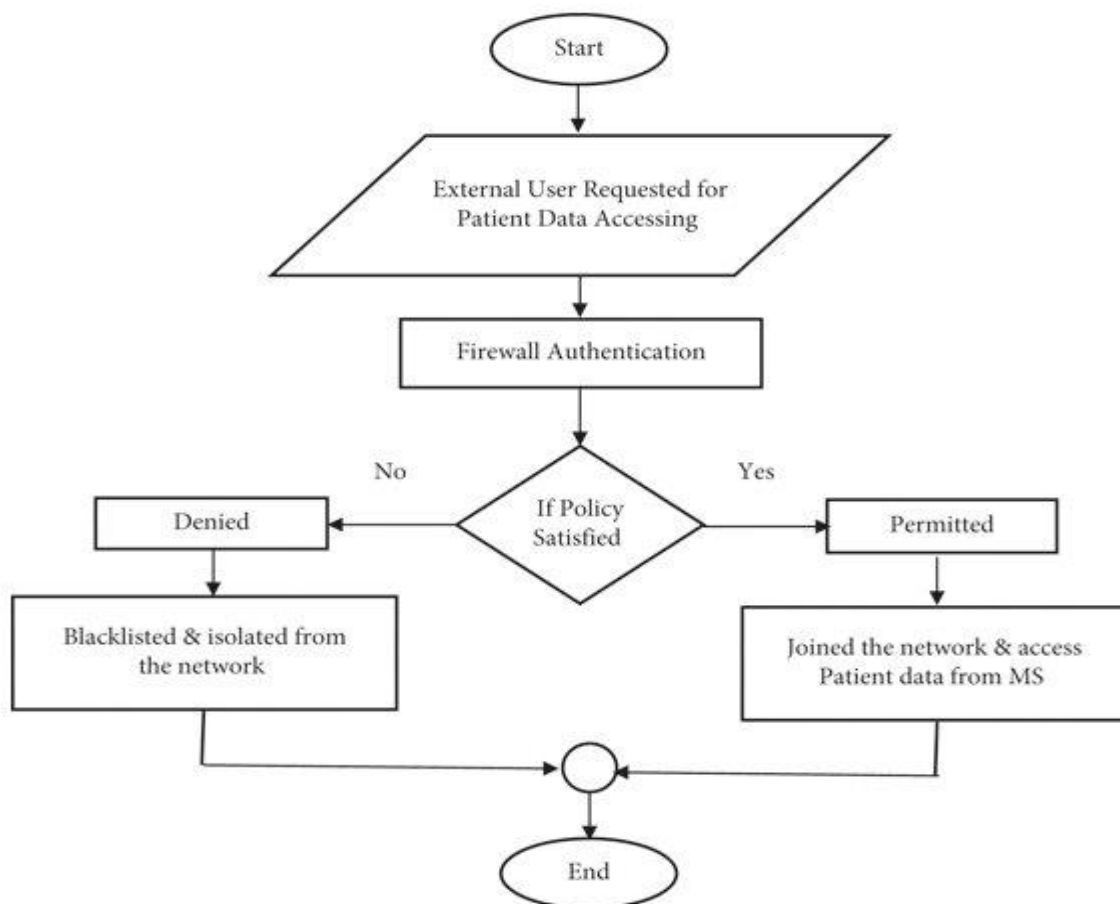 Start
External User Requested for
Patient Data Accessing
Firewall Authentication
No
Yes
Denied
If Policy
Satisfied
Permitted
Blacklisted & isolated from
the network
Joined the network & access
Patient data from MS
End